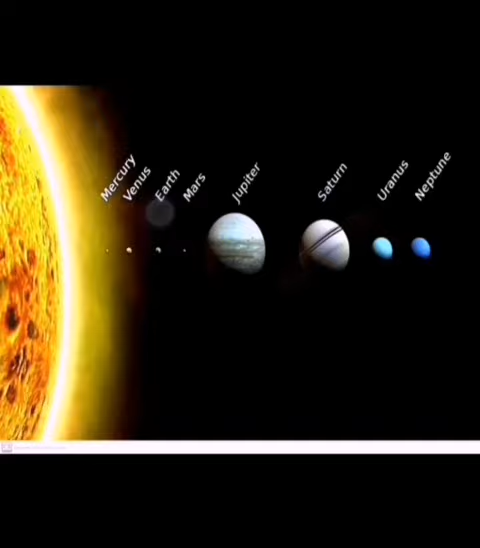 Mercury
Venus
Earth
Mars
Jupiter
Saturn
Uranus
Neptune